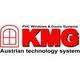 PVC Windows & Doors Systems
KMG
Austrian technology system